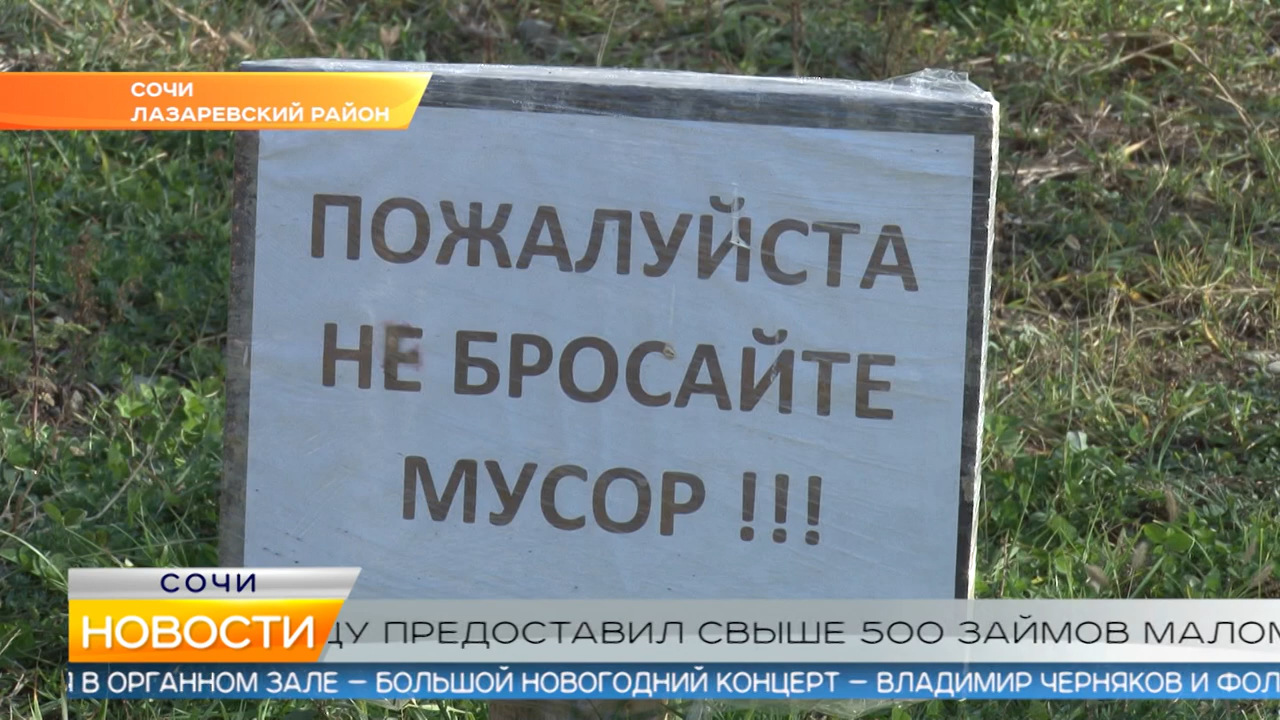 СОЧИ
ЛАЗАРЕВСКИЙ РАЙОН
ПОЖАЛУЙСТА
НЕ БРОСАЙТЕ
МУСОР !!!
СОЧИ
НОВОСТИ
ПРЕДОСТАВИЛ СВЫШЕ 500 ЗАЙМОВ
В ОРГАННОМ ЗАЛЕ – БОЛЬШОЙ НОВОГОДНИЙ КОНЦЕРТ – ВЛАДИМИР ЧЕРНЯКОВ И